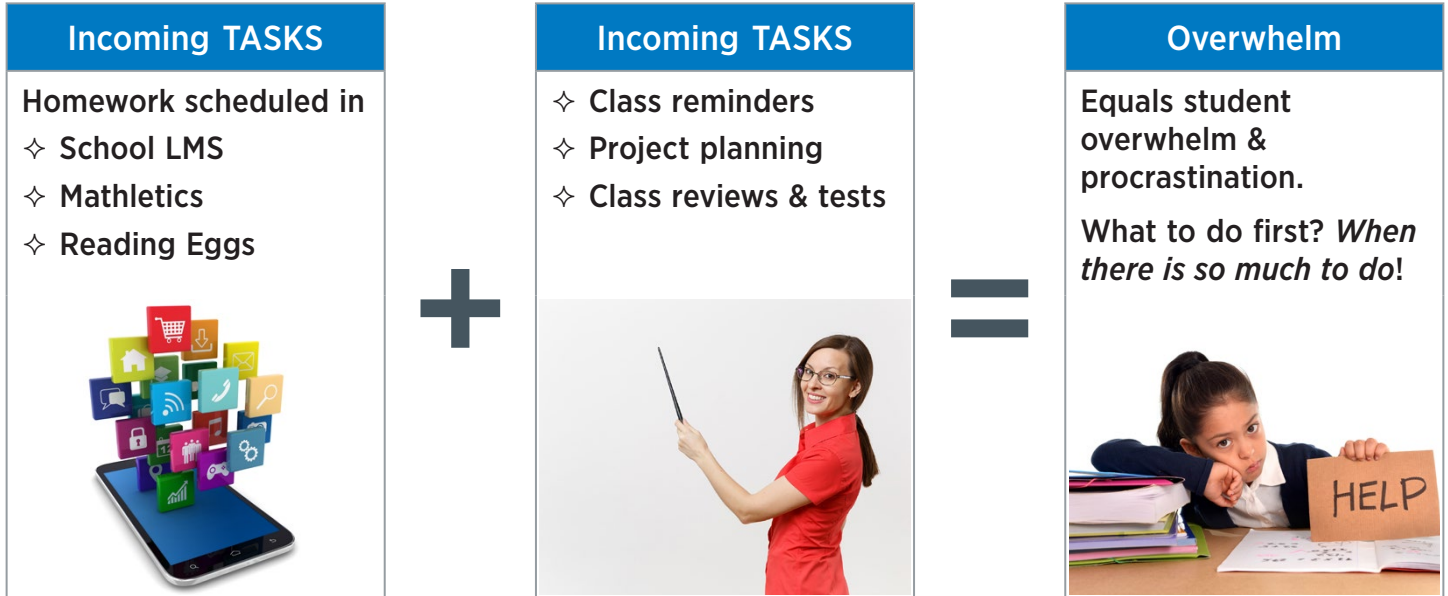 Incoming TASKS
Homework scheduled in
✧ School LMS
✧ Mathletics
✧ Reading Eggs
+
Incoming TASKS
✧ Class reminders
✧ Project planning
✧ Class reviews & tests
=
Overwhelm
Equals student
overwhelm &
procrastination.
What to do first? When
there is so much to do!
HELP